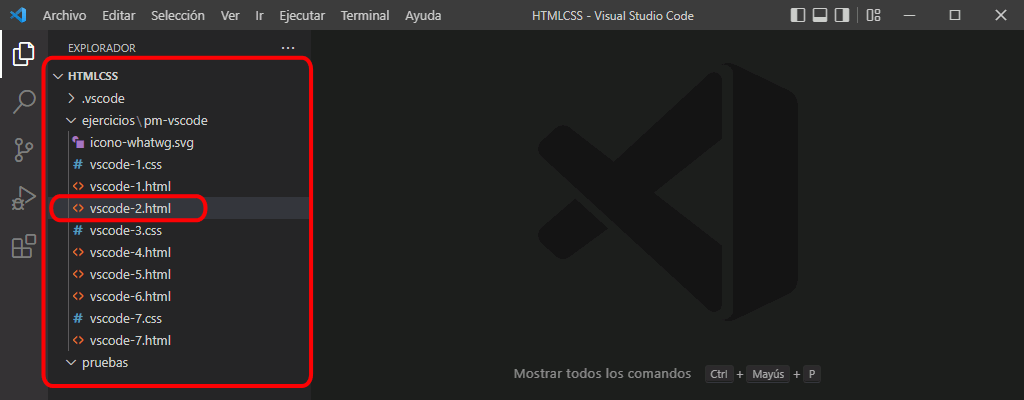 Archivo Editar Selección Ver Ir Ejecutar Terminal Ayuda HTMLCSS - Visual Studio Code
EXPLORADOR ...
HTMLCSS
.vscode
ejercicios\pm-vscode
icono-whatwg.svg
# vscode-1.css
<> vscode-1.html
<> vscode-2.html
# vscode-3.css
<> vscode-4.html
<> vscode-5.html
<> vscode-6.html
# vscode-7.css
<> vscode-7.html
pruebas
Mostrar todos los comandos Ctrl + Mayús + P